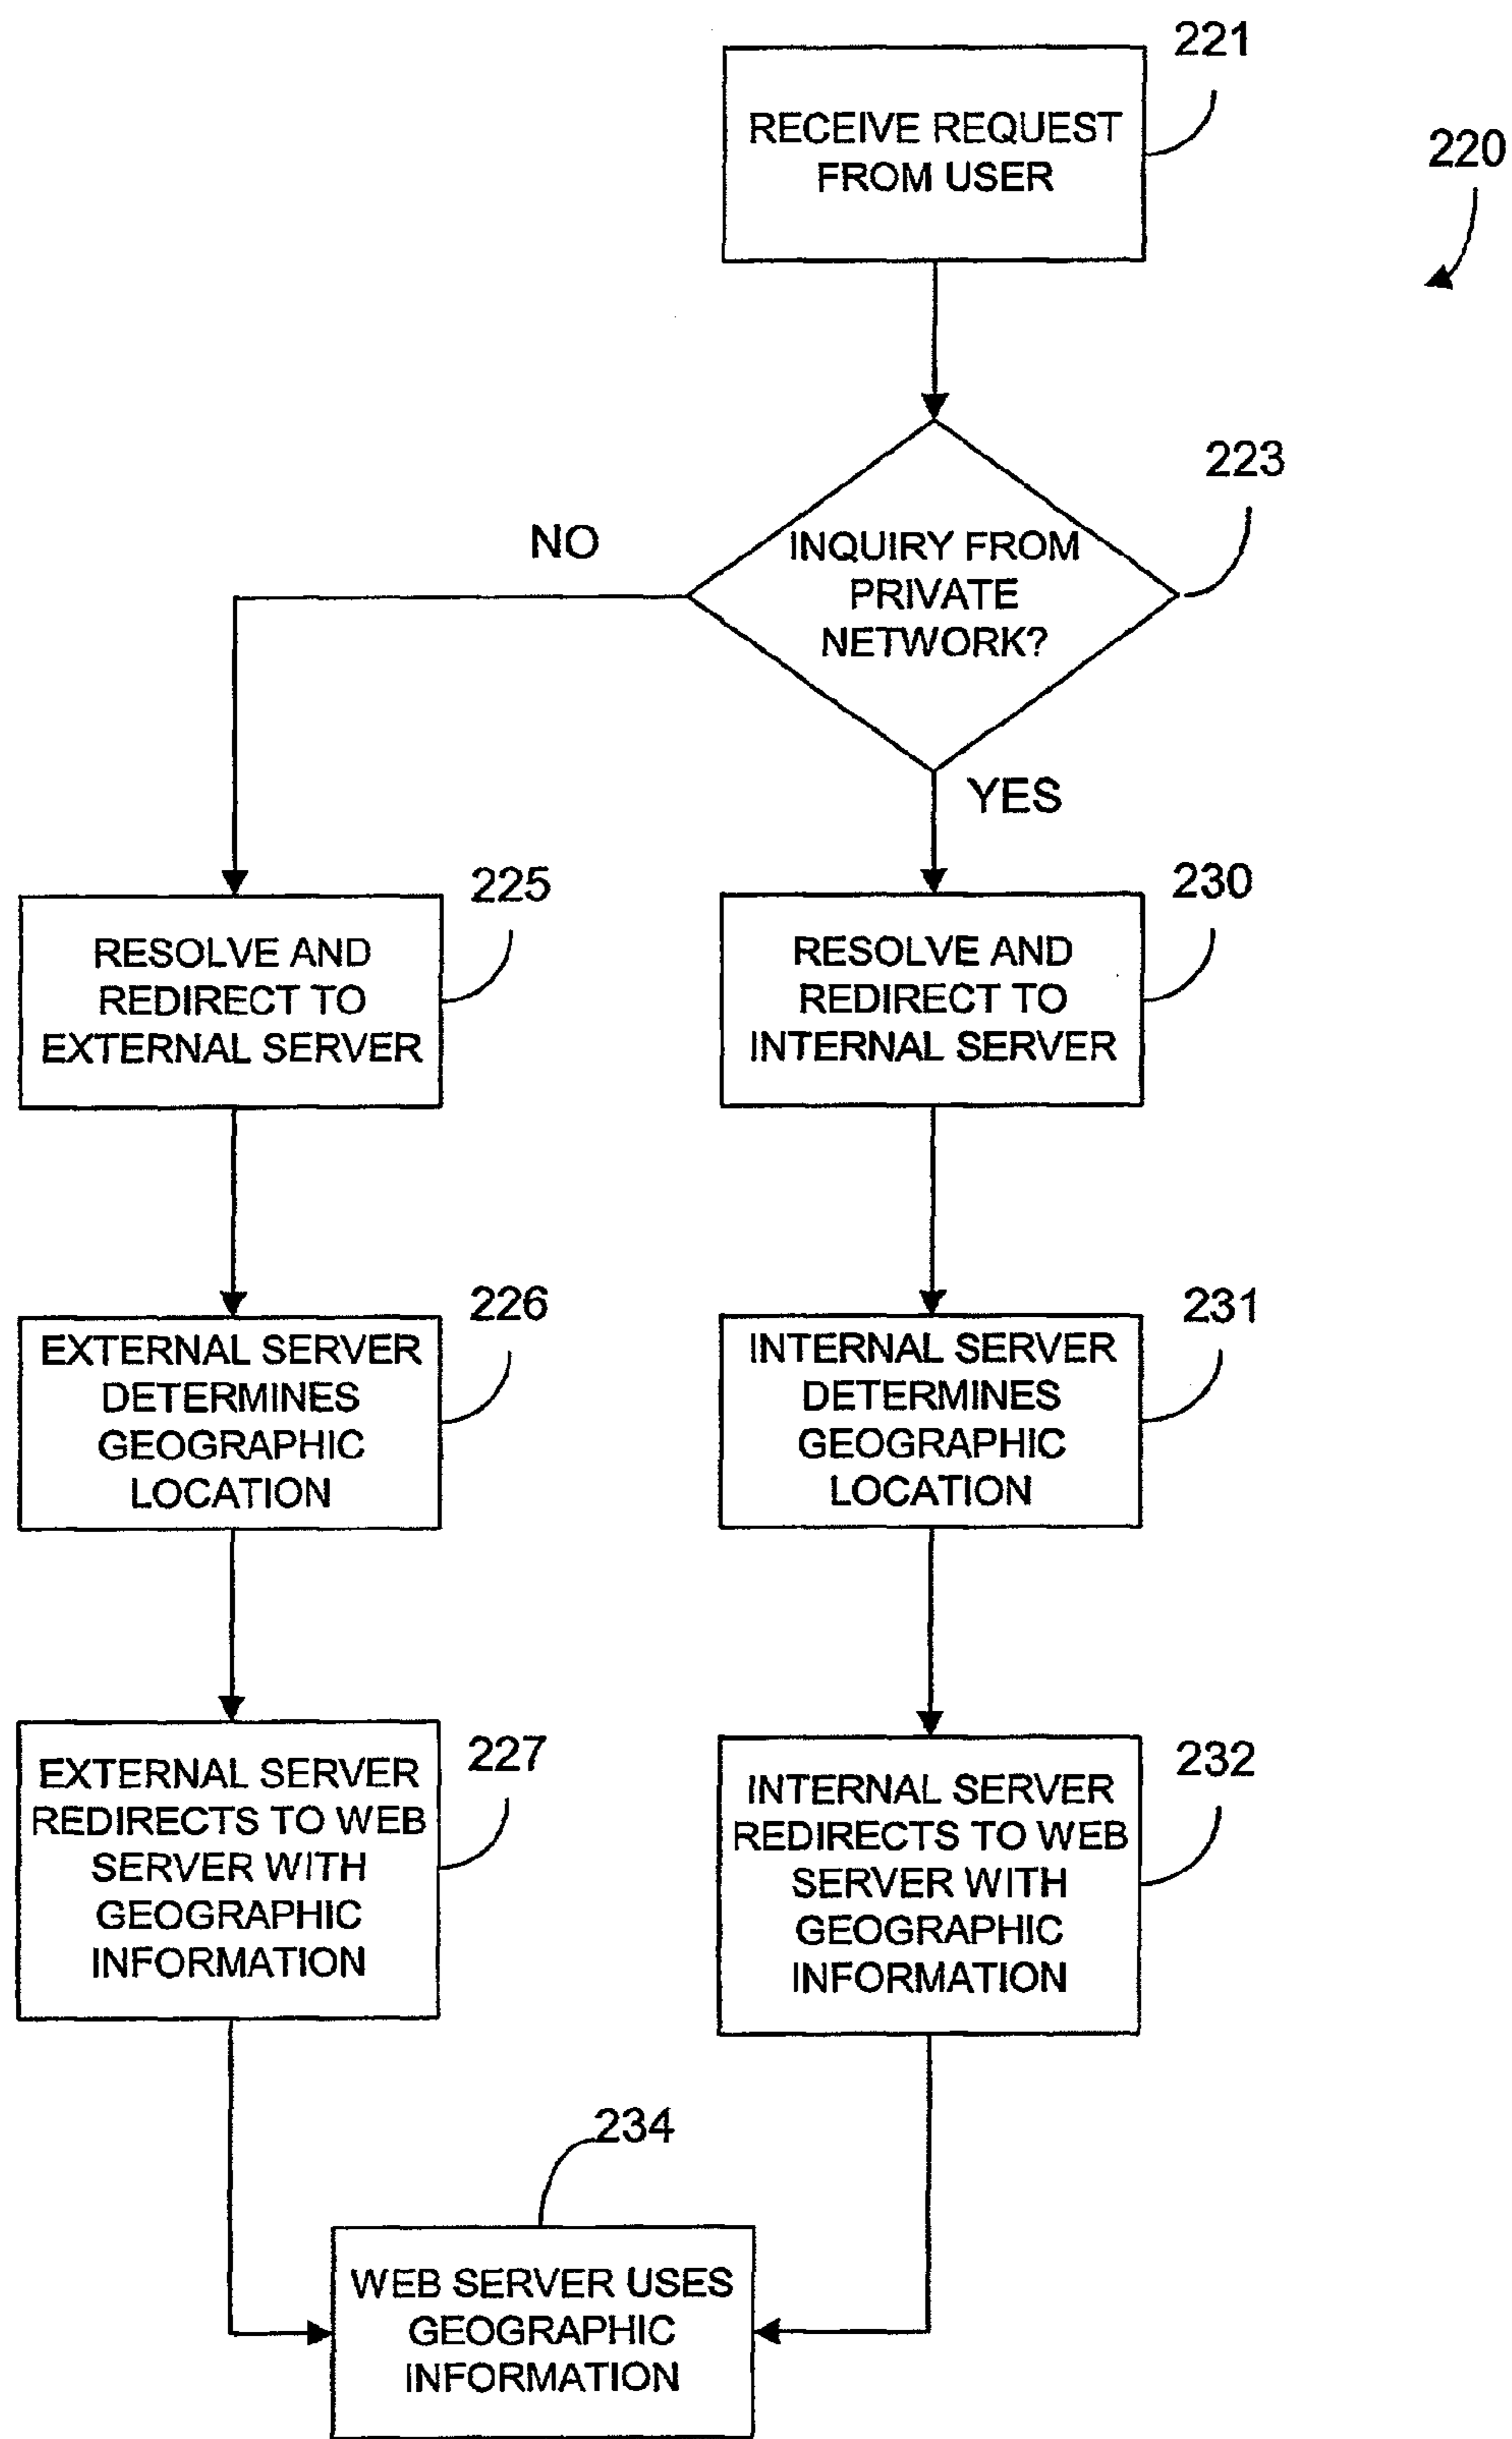 221
RECEIVE REQUEST
FROM USER
220
223
INQUIRY FROM
PRIVATE
NETWORK?
NO
YES
225
RESOLVE AND
REDIRECT TO
EXTERNAL SERVER
230
RESOLVE AND
REDIRECT TO
INTERNAL SERVER
226
EXTERNAL SERVER
DETERMINES
GEOGRAPHIC
LOCATION
231
INTERNAL SERVER
DETERMINES
GEOGRAPHIC
LOCATION
227
EXTERNAL SERVER
REDIRECTS TO WEB
SERVER WITH
GEOGRAPHIC
INFORMATION
232
INTERNAL SERVER
REDIRECTS TO WEB
SERVER WITH
GEOGRAPHIC
INFORMATION
234
WEB SERVER USES
GEOGRAPHIC
INFORMATION